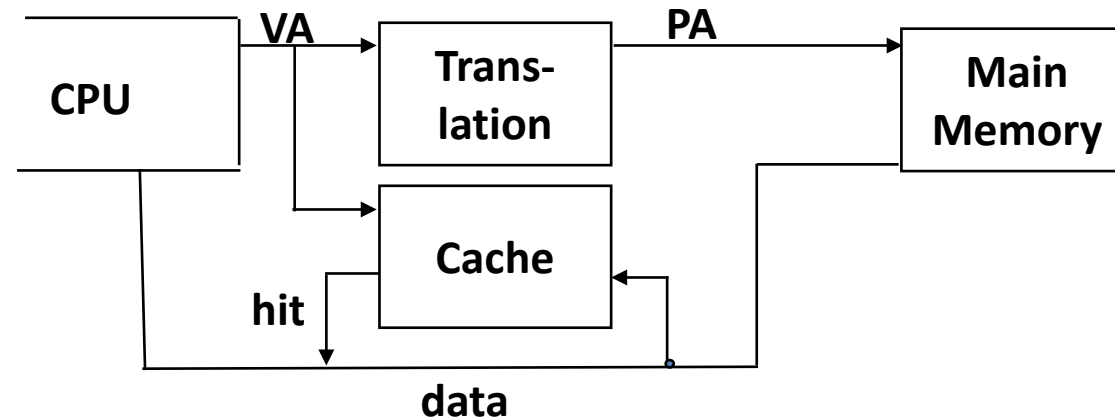 VA
PA
CPU
Trans-
lation
Main
Memory
Cache
hit
data